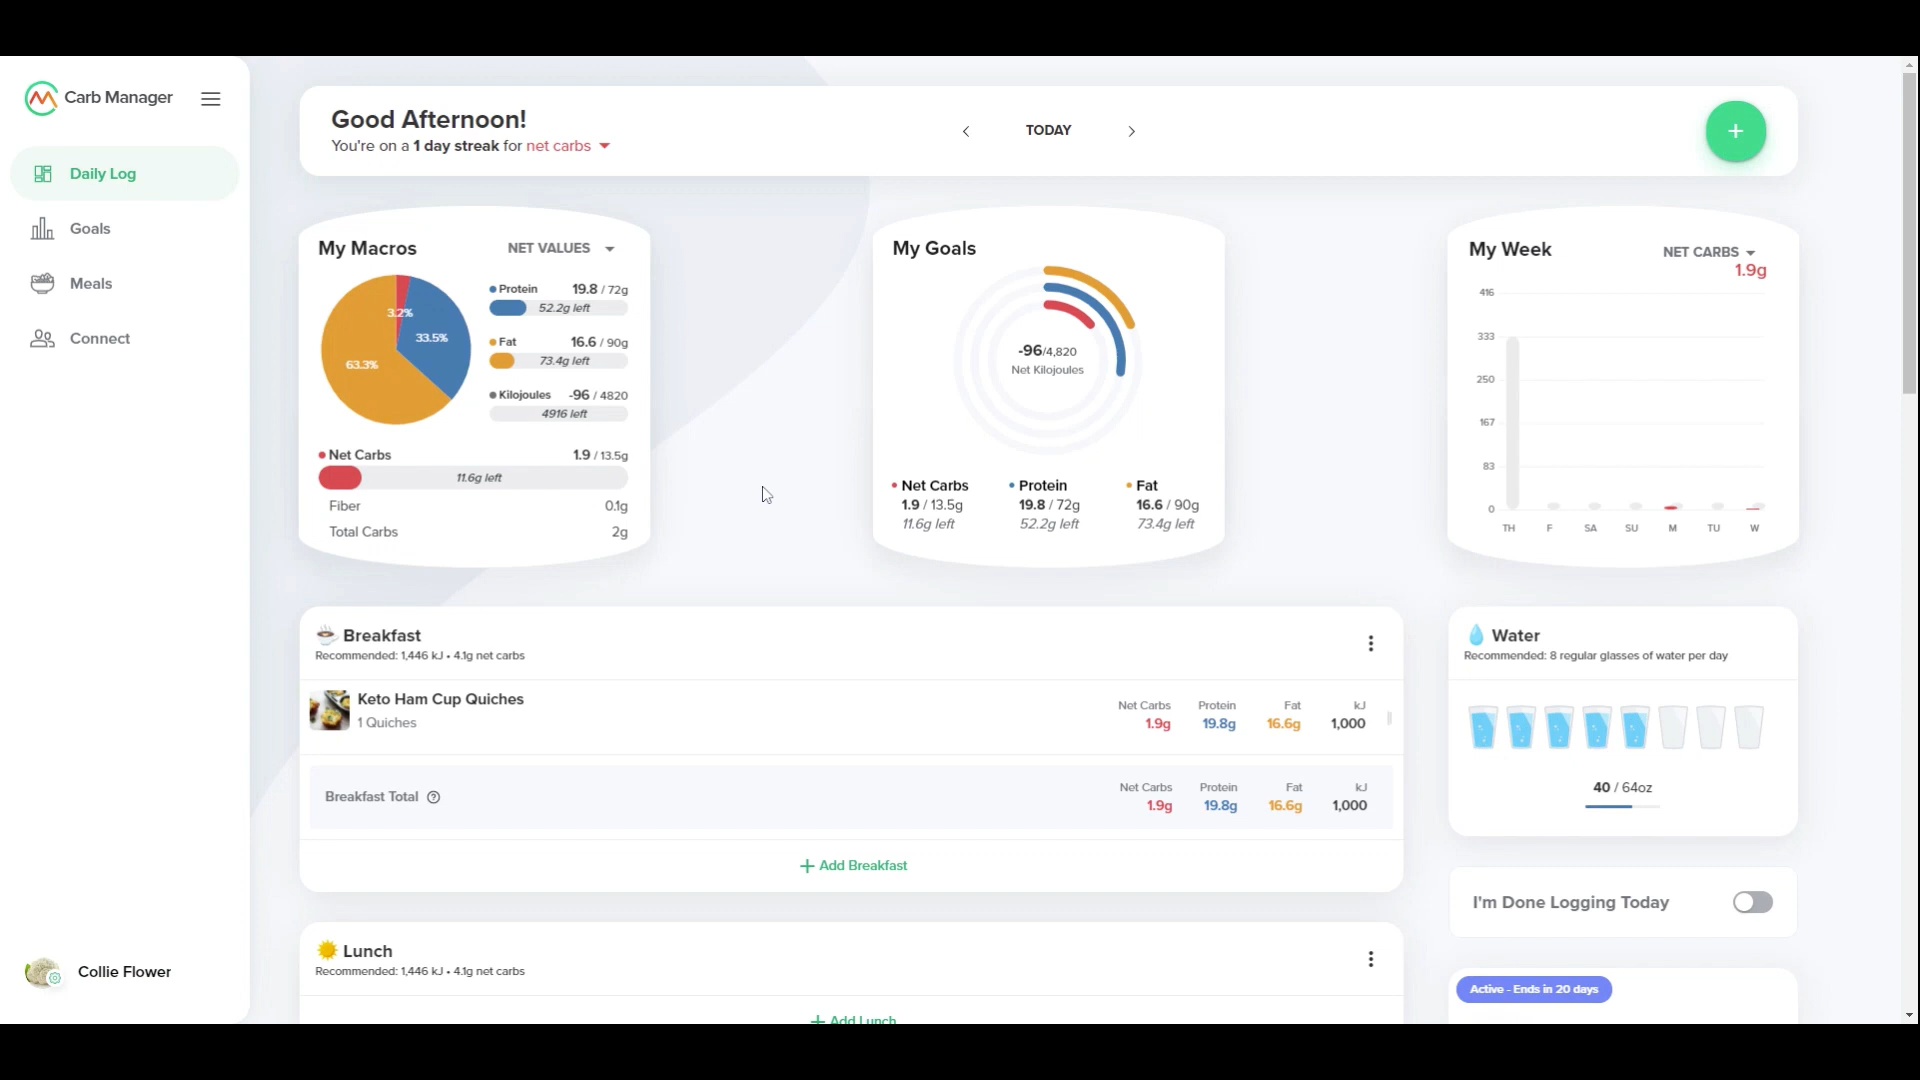 Carb Manager
Daily Log
Goals
Meals
Connect
Collie Flower
Good Afternoon!
You're on a 1 day streak for net carbs
TODAY
+
My Macros
NET VALUES
3.2%
33.5%
63.3%
Protein 19.8 / 72g
52.2g left
Fat 16.6 / 90g
73.4g left
Kilojoules -96 / 4820
4916 left
Net Carbs 1.9 / 13.5g
11.6g left
Fiber 0.1g
Total Carbs 2g
My Goals
-96/4,820
Net Kilojoules
Net Carbs Protein Fat
1.9 / 13.5g 19.8 / 72g 16.6 / 90g
11.6g left 52.2g left 73.4g left
My Week
NET CARBS
1.9g
416
333
250
167
83
0
TH F SA SU M TU W
Breakfast
Recommended: 1,446 kJ • 4.1g net carbs
Keto Ham Cup Quiches
1 Quiches
Net Carbs Protein Fat kJ
1.9g 19.8g 16.6g 1,000
Breakfast Total ?
Net Carbs Protein Fat kJ
1.9g 19.8g 16.6g 1,000
+ Add Breakfast
Lunch
Recommended: 1,446 kJ • 4.1g net carbs
+ Add Lunch
Water
Recommended: 8 regular glasses of water per day
40 / 64oz
I'm Done Logging Today
Active - Ends in 20 days